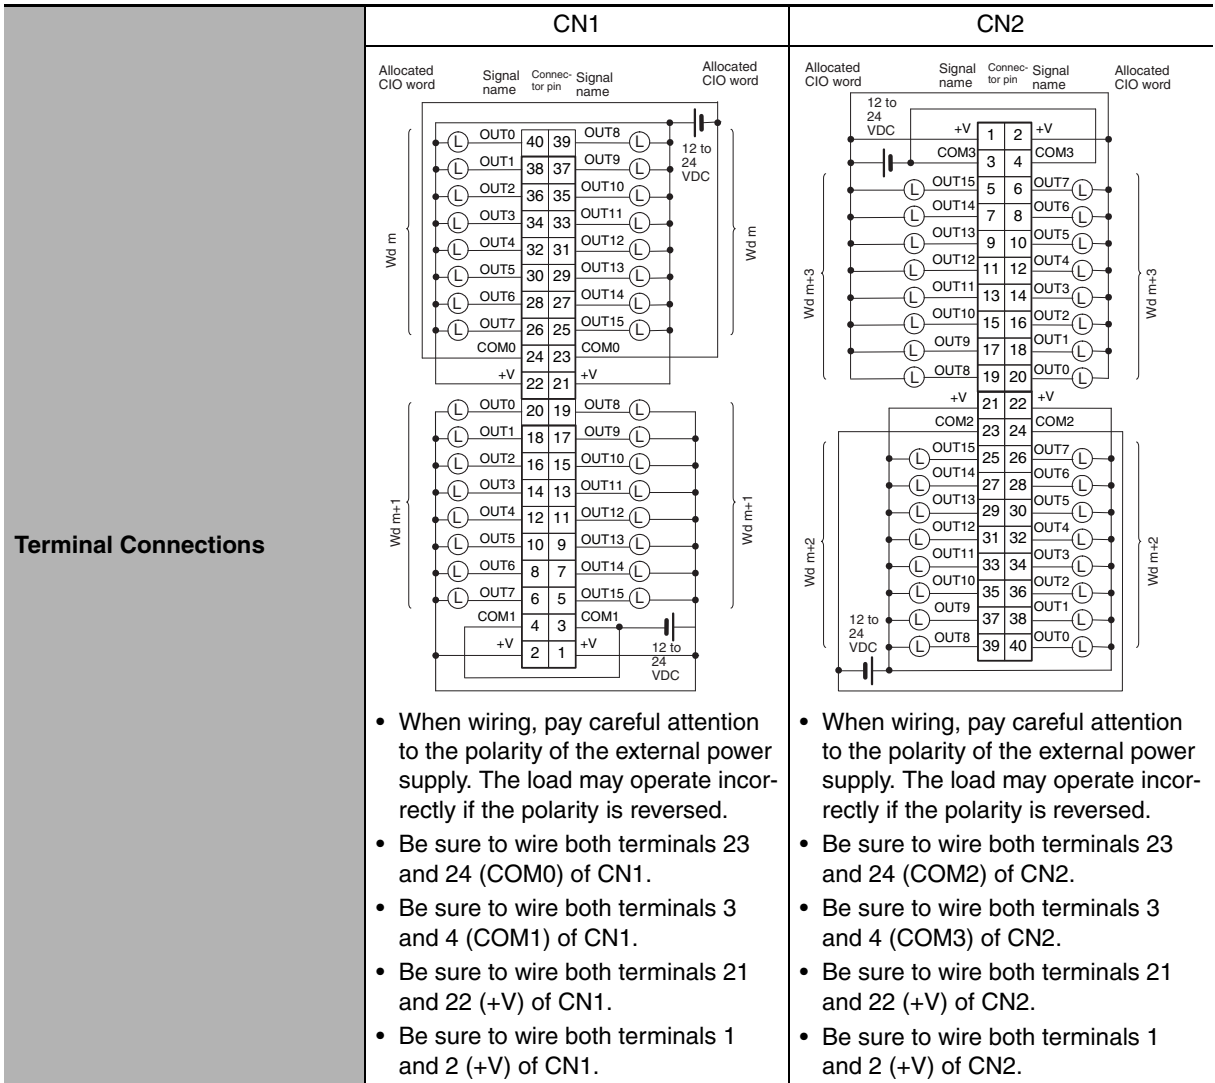 CN1
CN2
Terminal Connections
Allocated CIO word
Signal name
Connec- tor pin
Signal name
Allocated CIO word
12 to 24 VDC
Wd m
OUT0 40 39 OUT8
OUT1 38 37 OUT9
OUT2 36 35 OUT10
OUT3 34 33 OUT11
OUT4 32 31 OUT12
OUT5 30 29 OUT13
OUT6 28 27 OUT14
OUT7 26 25 OUT15
COM0 24 23 COM0
+V 22 21 +V
Wd m
L L L L L L L L
L L L L L L L L
Wd m+1
OUT0 20 19 OUT8
OUT1 18 17 OUT9
OUT2 16 15 OUT10
OUT3 14 13 OUT11
OUT4 12 11 OUT12
OUT5 10 9 OUT13
OUT6 8 7 OUT14
OUT7 6 5 OUT15
COM1 4 3 COM1
+V 2 1 +V
Wd m+1
L L L L L L L L
L L L L L L L L
12 to 24 VDC
• When wiring, pay careful attention
to the polarity of the external power
supply. The load may operate incor-
rectly if the polarity is reversed.
• Be sure to wire both terminals 23
and 24 (COM0) of CN1.
• Be sure to wire both terminals 3
and 4 (COM1) of CN1.
• Be sure to wire both terminals 21
and 22 (+V) of CN1.
• Be sure to wire both terminals 1
and 2 (+V) of CN1.
Allocated CIO word
Signal name
Connec- tor pin
Signal name
Allocated CIO word
12 to 24 VDC
+V 1 2 +V
COM3 3 4 COM3
Wd m+3
OUT15 5 6 OUT7
OUT14 7 8 OUT6
OUT13 9 10 OUT5
OUT12 11 12 OUT4
OUT11 13 14 OUT3
OUT10 15 16 OUT2
OUT9 17 18 OUT1
OUT8 19 20 OUT0
Wd m+3
L L L L L L L L
L L L L L L L L
+V 21 22 +V
COM2 23 24 COM2
Wd m+2
OUT15 25 26 OUT7
OUT14 27 28 OUT6
OUT13 29 30 OUT5
OUT12 31 32 OUT4
OUT11 33 34 OUT3
OUT10 35 36 OUT2
OUT9 37 38 OUT1
OUT8 39 40 OUT0
Wd m+2
L L L L L L L L
L L L L L L L L
12 to 24 VDC
• When wiring, pay careful attention
to the polarity of the external power
supply. The load may operate incor-
rectly if the polarity is reversed.
• Be sure to wire both terminals 23
and 24 (COM2) of CN2.
• Be sure to wire both terminals 3
and 4 (COM3) of CN2.
• Be sure to wire both terminals 21
and 22 (+V) of CN2.
• Be sure to wire both terminals 1
and 2 (+V) of CN2.